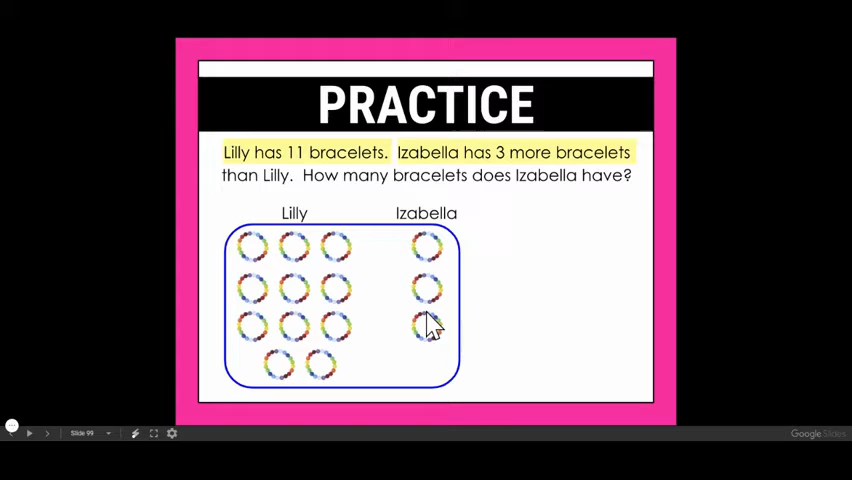 PRACTICE
Lilly has 11 bracelets. Izabella has 3 more bracelets
than Lilly. How many bracelets does Izabella have?
Lilly Izabella
Slide 99
Google Slides